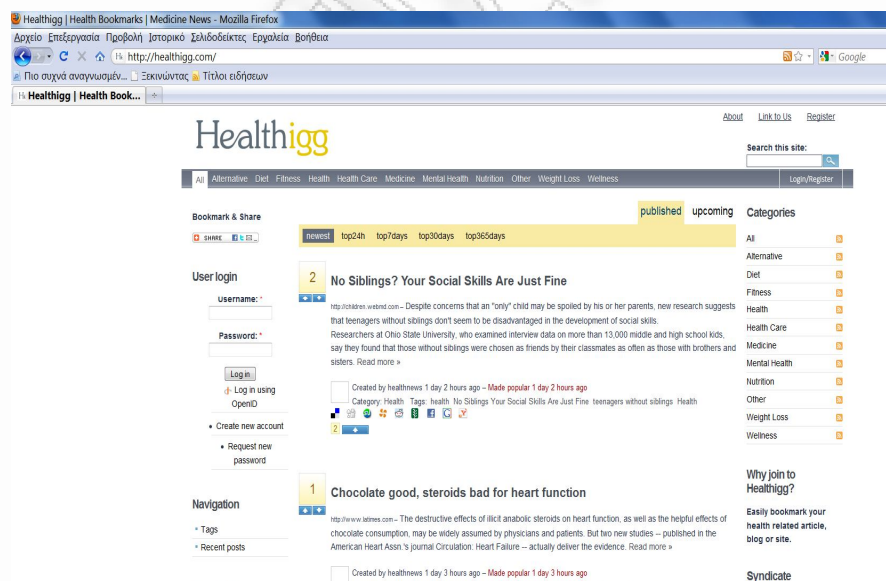 Healthigg | Health Bookmarks | Medicine News - Mozilla Firefox
Αρχείο Επεξεργασία Προβολή Ιστορικό Σελιδοδείκτες Εργαλεία Βοήθεια
http://healthigg.com/
Google
Πιο συχνά αναγνωσμέν... Ξεκινώντας Τίτλοι ειδήσεων
Healthigg | Health Book...
About Link to Us Register
Healthigg
Search this site:
All Alternative Diet Fitness Health Health Care Medicine Mental Health Nutrition Other Weight Loss Wellness
Login/Register
Bookmark & Share
SHARE
User login
Username: *
Password: *
Log in
Log in using
OpenID
• Create new account
• Request new
password
Navigation
Tags
Recent posts
published upcoming
newest top24h top7days top30days top365days
2
No Siblings? Your Social Skills Are Just Fine
http://children.webmd.com – Despite concerns that an "only" child may be spoiled by his or her parents, new research suggests
that teenagers without siblings don't seem to be disadvantaged in the development of social skills.
Researchers at Ohio State University, who examined interview data on more than 13,000 middle and high school kids,
say they found that those without siblings were chosen as friends by their classmates as often as those with brothers and
sisters. Read more »
Created by healthnews 1 day 2 hours ago – Made popular 1 day 2 hours ago
Category: Health Tags: health No Siblings Your Social Skills Are Just Fine teenagers without siblings Health
2
1
Chocolate good, steroids bad for heart function
http://www.latimes.com – The destructive effects of illicit anabolic steroids on heart function, as well as the helpful effects of
chocolate consumption, may be widely assumed by physicians and patients. But two new studies -- published in the
American Heart Assn.'s journal Circulation: Heart Failure -- actually deliver the evidence. Read more »
Created by healthnews 1 day 3 hours ago – Made popular 1 day 3 hours ago
Categories
All
Alternative
Diet
Fitness
Health
Health Care
Medicine
Mental Health
Nutrition
Other
Weight Loss
Wellness
Why join to
Healthigg?
Easily bookmark your
health related article,
blog or site.
Syndicate